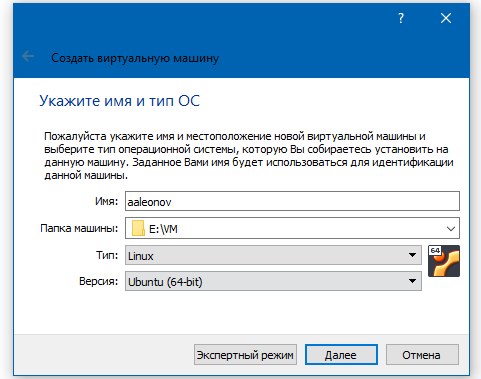 ?
Создать виртуальную машину
Укажите имя и тип ОС
Пожалуйста укажите имя и местоположение новой виртуальной машины и
выберите тип операционной системы, которую Вы собираетесь установить на
данную машину. Заданное Вами имя будет использоваться для идентификации
данной машины.
Имя: aaleonov
Папка машины: E:\VM
Тип: Linux
64
Версия: Ubuntu (64-bit)
Экспертный режим Далее Отмена